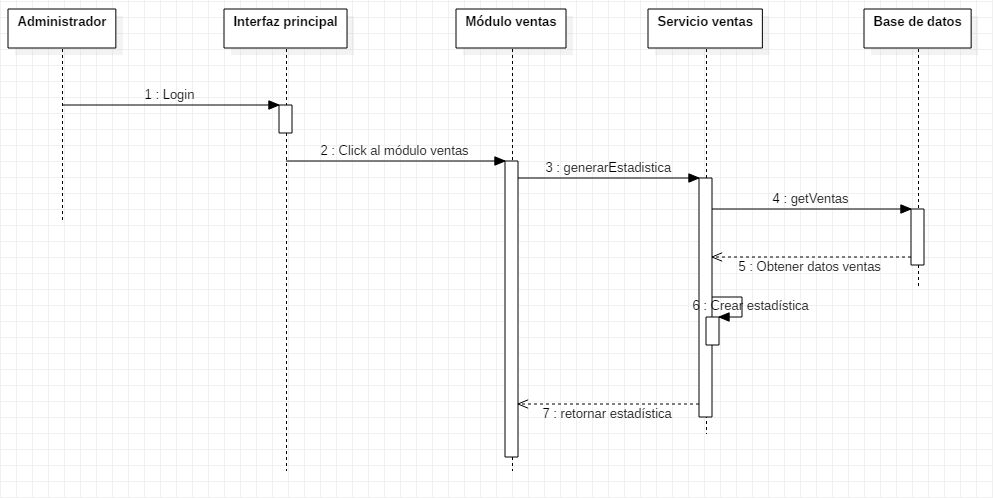 Administrador
Interfaz principal
Módulo ventas
Servicio ventas
Base de datos
1 : Login
2 : Click al módulo ventas
3 : generarEstadistica
4 : getVentas
5 : Obtener datos ventas
6 : Crear estadística
7 : retornar estadística